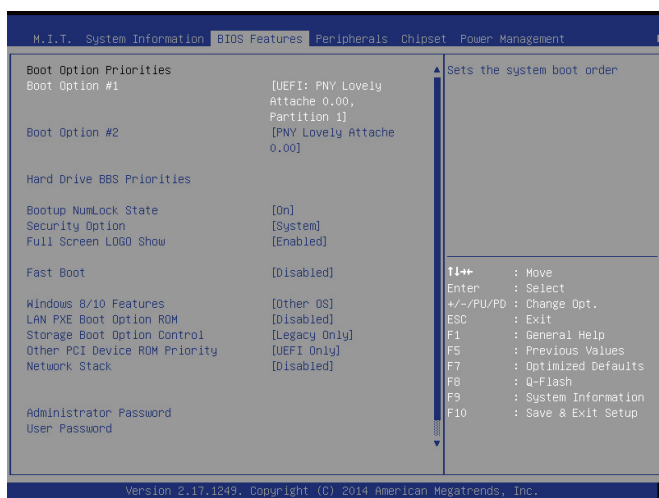 M.I.T. System Information BIOS Features Peripherals Chipset Power Management
Boot Option Priorities
Boot Option #1 [UEFI: PNY Lovely
Attache 0.00,
Partition 1]
Boot Option #2 [PNY Lovely Attache
0.00]
Hard Drive BBS Priorities
Bootup NumLock State [On]
Security Option [System]
Full Screen LOGO Show [Enabled]
Fast Boot [Disabled]
Windows 8/10 Features [Other OS]
LAN PXE Boot Option ROM [Disabled]
Storage Boot Option Control [Legacy Only]
Other PCI Device ROM Priority [UEFI Only]
Network Stack [Disabled]
Administrator Password
User Password
Sets the system boot order
↑↓→← : Move
Enter : Select
+/-/PU/PD : Change Opt.
ESC : Exit
F1 : General Help
F5 : Previous Values
F7 : Optimized Defaults
F8 : Q-Flash
F9 : System Information
F10 : Save & Exit Setup
Version 2.17.1249. Copyright (C) 2014 American Megatrends, Inc.